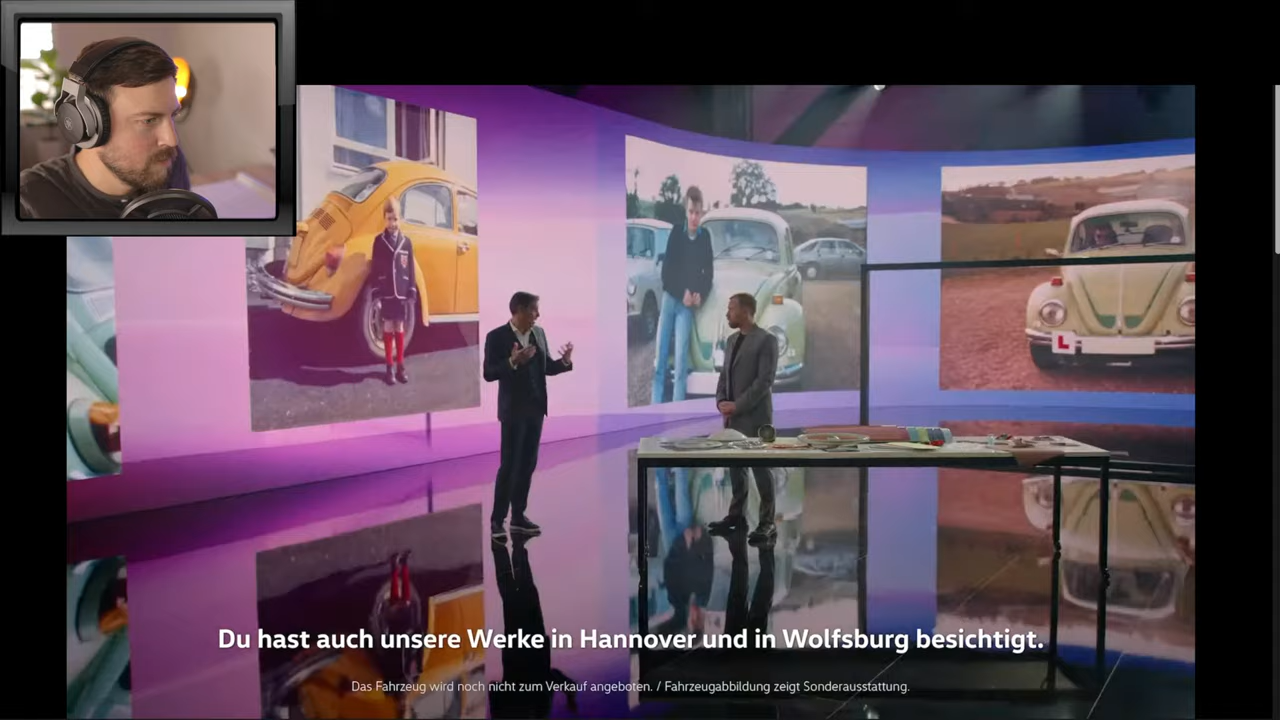 L
Du hast auch unsere Werke in Hannover und in Wolfsburg besichtigt.
Das Fahrzeug wird noch nicht zum Verkauf angeboten. / Fahrzeugabbildung zeigt Sonderausstattung.